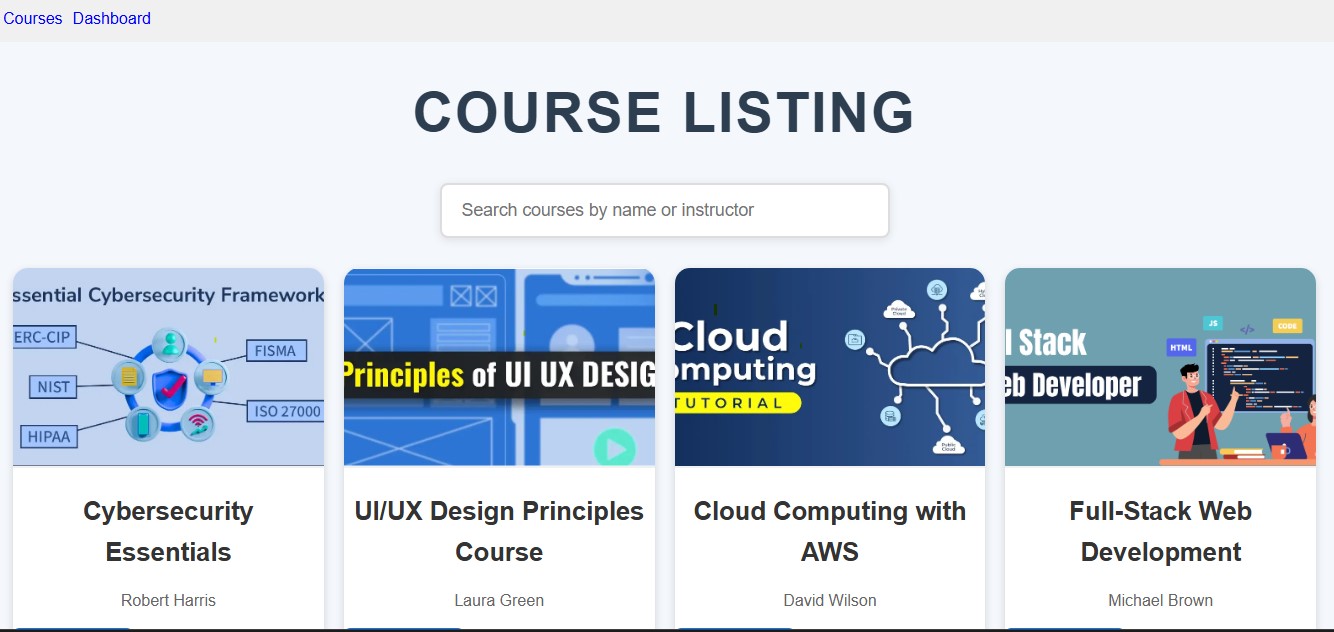 Courses Dashboard
COURSE LISTING
Search courses by name or instructor
ssential Cybersecurity Framework
ERC-CIP
FISMA
NIST
ISO 27000
HIPAA
Principles of UI UX DESIG
Cloud
omputing
TUTORIAL
Private
Cloud
Public
Cloud
l Stack
eb Developer
JS
</>
CODE
HTML
Cybersecurity
Essentials
Robert Harris
UI/UX Design Principles
Course
Laura Green
Cloud Computing with
AWS
David Wilson
Full-Stack Web
Development
Michael Brown